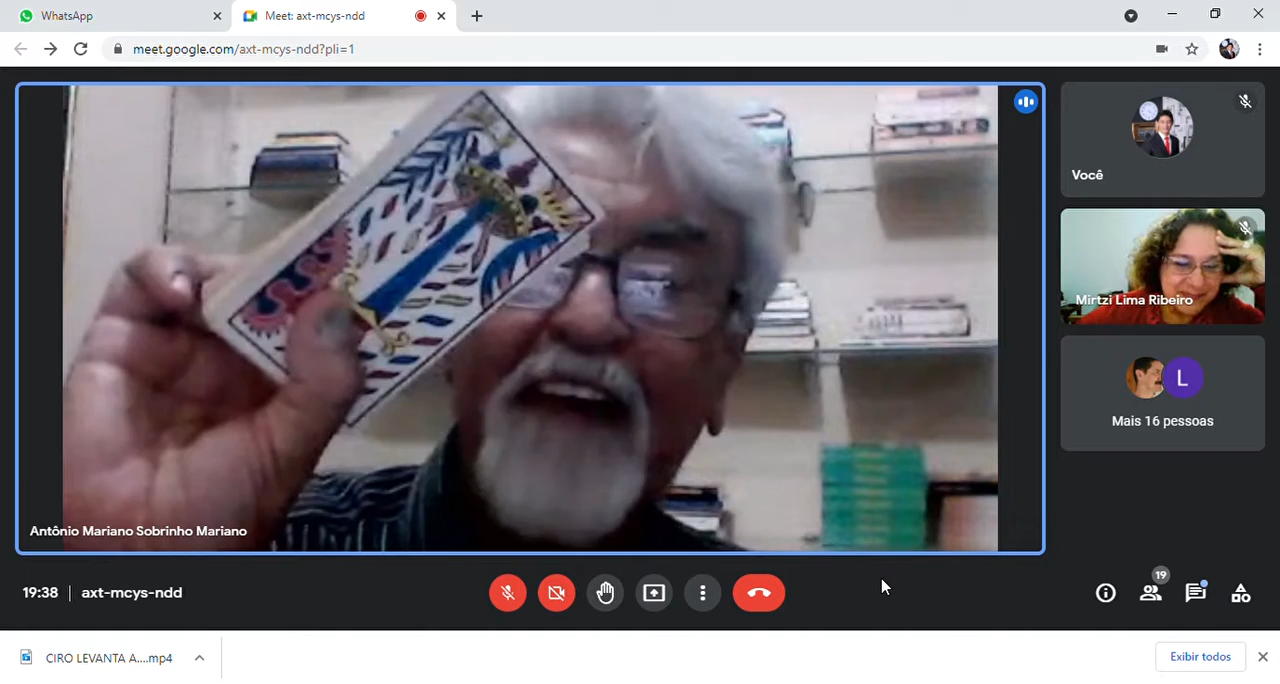 WhatsApp
Meet: axt-mcys-ndd
meet.google.com/axt-mcys-ndd?pli=1
Você
Mirtzi Lima Ribeiro
L
Mais 16 pessoas
Antônio Mariano Sobrinho Mariano
19:38 | axt-mcys-ndd
19
CIRO LEVANTA A....mp4
Exibir todos